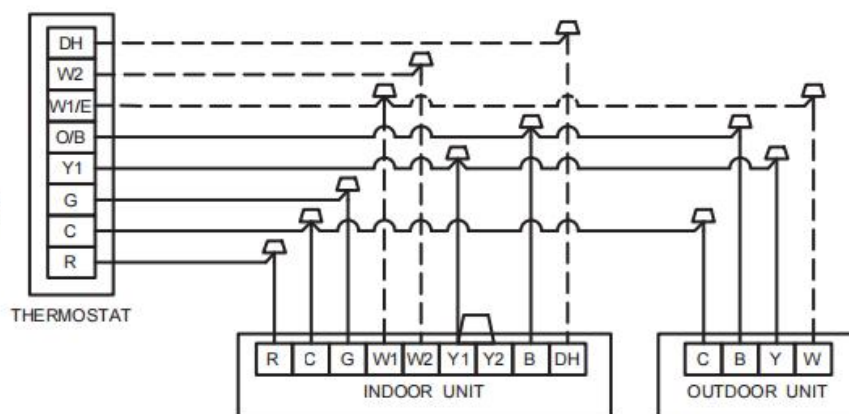 DH
W2
W1/E
O/B
Y1
G
C
R
THERMOSTAT
R C G W1 W2 Y1 Y2 B DH
INDOOR UNIT
C B Y W
OUTDOOR UNIT